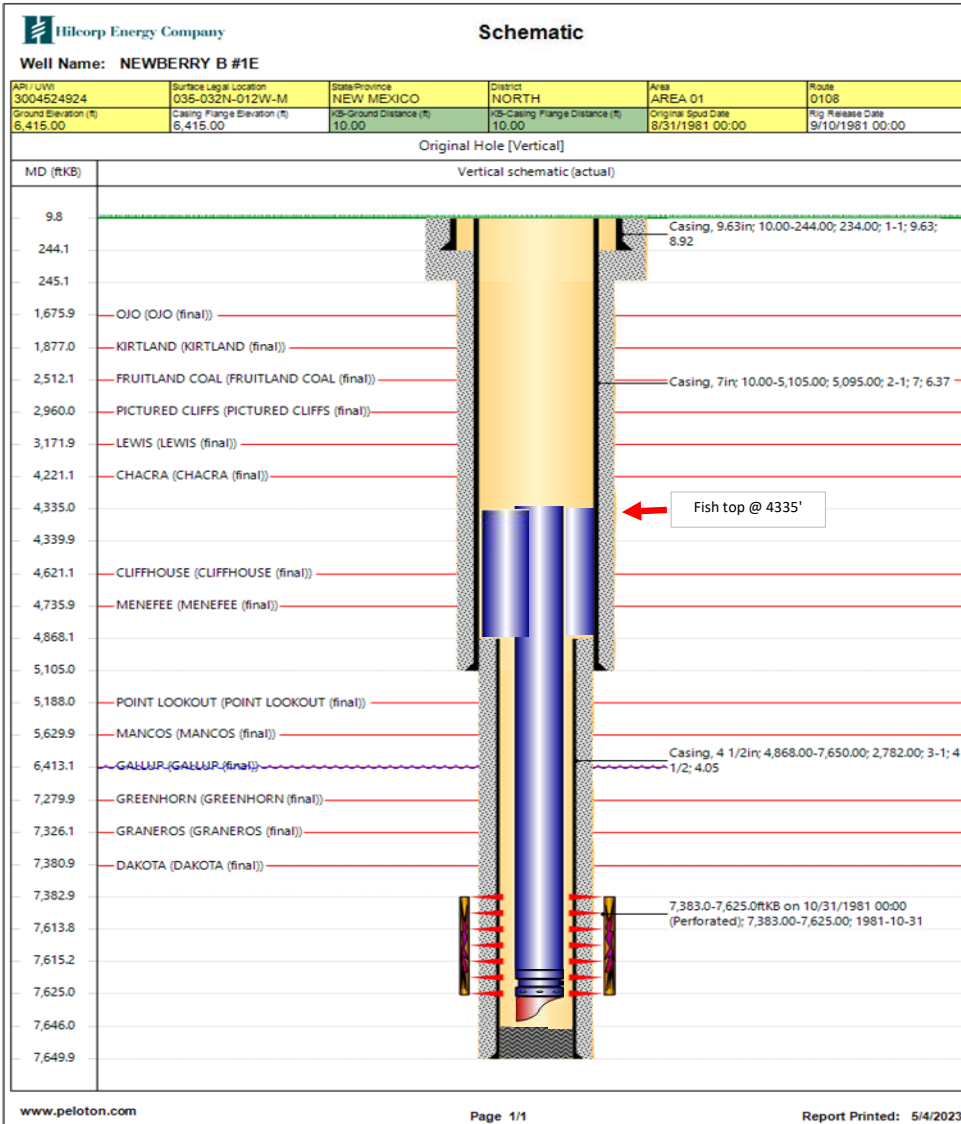 Hilcorp Energy Company
Schematic
Well Name: NEWBERRY B #1E
API / UWI
3004524924
Surface Legal Location
035-032N-012W-M
State/Province
NEW MEXICO
District
NORTH
Area
AREA 01
Route
0108
Ground Elevation (ft)
6,415.00
Casing Flange Elevation (ft)
6,415.00
KB-Ground Distance (ft)
10.00
KB-Casing Flange Distance (ft)
10.00
Original Spud Date
8/31/1981 00:00
Rig Release Date
9/10/1981 00:00
Original Hole [Vertical]
MD (ftKB)
Vertical schematic (actual)
9.8
Casing, 9.63in; 10.00-244.00; 234.00; 1-1; 9.63;
8.92
244.1
245.1
1,675.9
OJO (OJO (final))
1,877.0
KIRTLAND (KIRTLAND (final))
2,512.1
FRUITLAND COAL (FRUITLAND COAL (final))
Casing, 7in; 10.00-5,105.00; 5,095.00; 2-1; 7; 6.37
2,960.0
PICTURED CLIFFS (PICTURED CLIFFS (final))
3,171.9
LEWIS (LEWIS (final))
4,221.1
CHACRA (CHACRA (final))
4,335.0
Fish top @ 4335'
4,339.9
4,621.1
CLIFFHOUSE (CLIFFHOUSE (final))
4,735.9
MENEFEE (MENEFEE (final))
4,868.1
5,105.0
5,188.0
POINT LOOKOUT (POINT LOOKOUT (final))
5,629.9
MANCOS (MANCOS (final))
Casing, 4 1/2in; 4,868.00-7,650.00; 2,782.00; 3-1; 4
1/2; 4.05
6,413.1
GALLUP (GALLUP (final))
7,279.9
GREENHORN (GREENHORN (final))
7,326.1
GRANEROS (GRANEROS (final))
7,380.9
DAKOTA (DAKOTA (final))
7,382.9
7,383.0-7,625.0ftKB on 10/31/1981 00:00
(Perforated); 7,383.00-7,625.00; 1981-10-31
7,613.8
7,615.2
7,625.0
7,646.0
7,649.9
www.peloton.com
Page 1/1
Report Printed: 5/4/2023